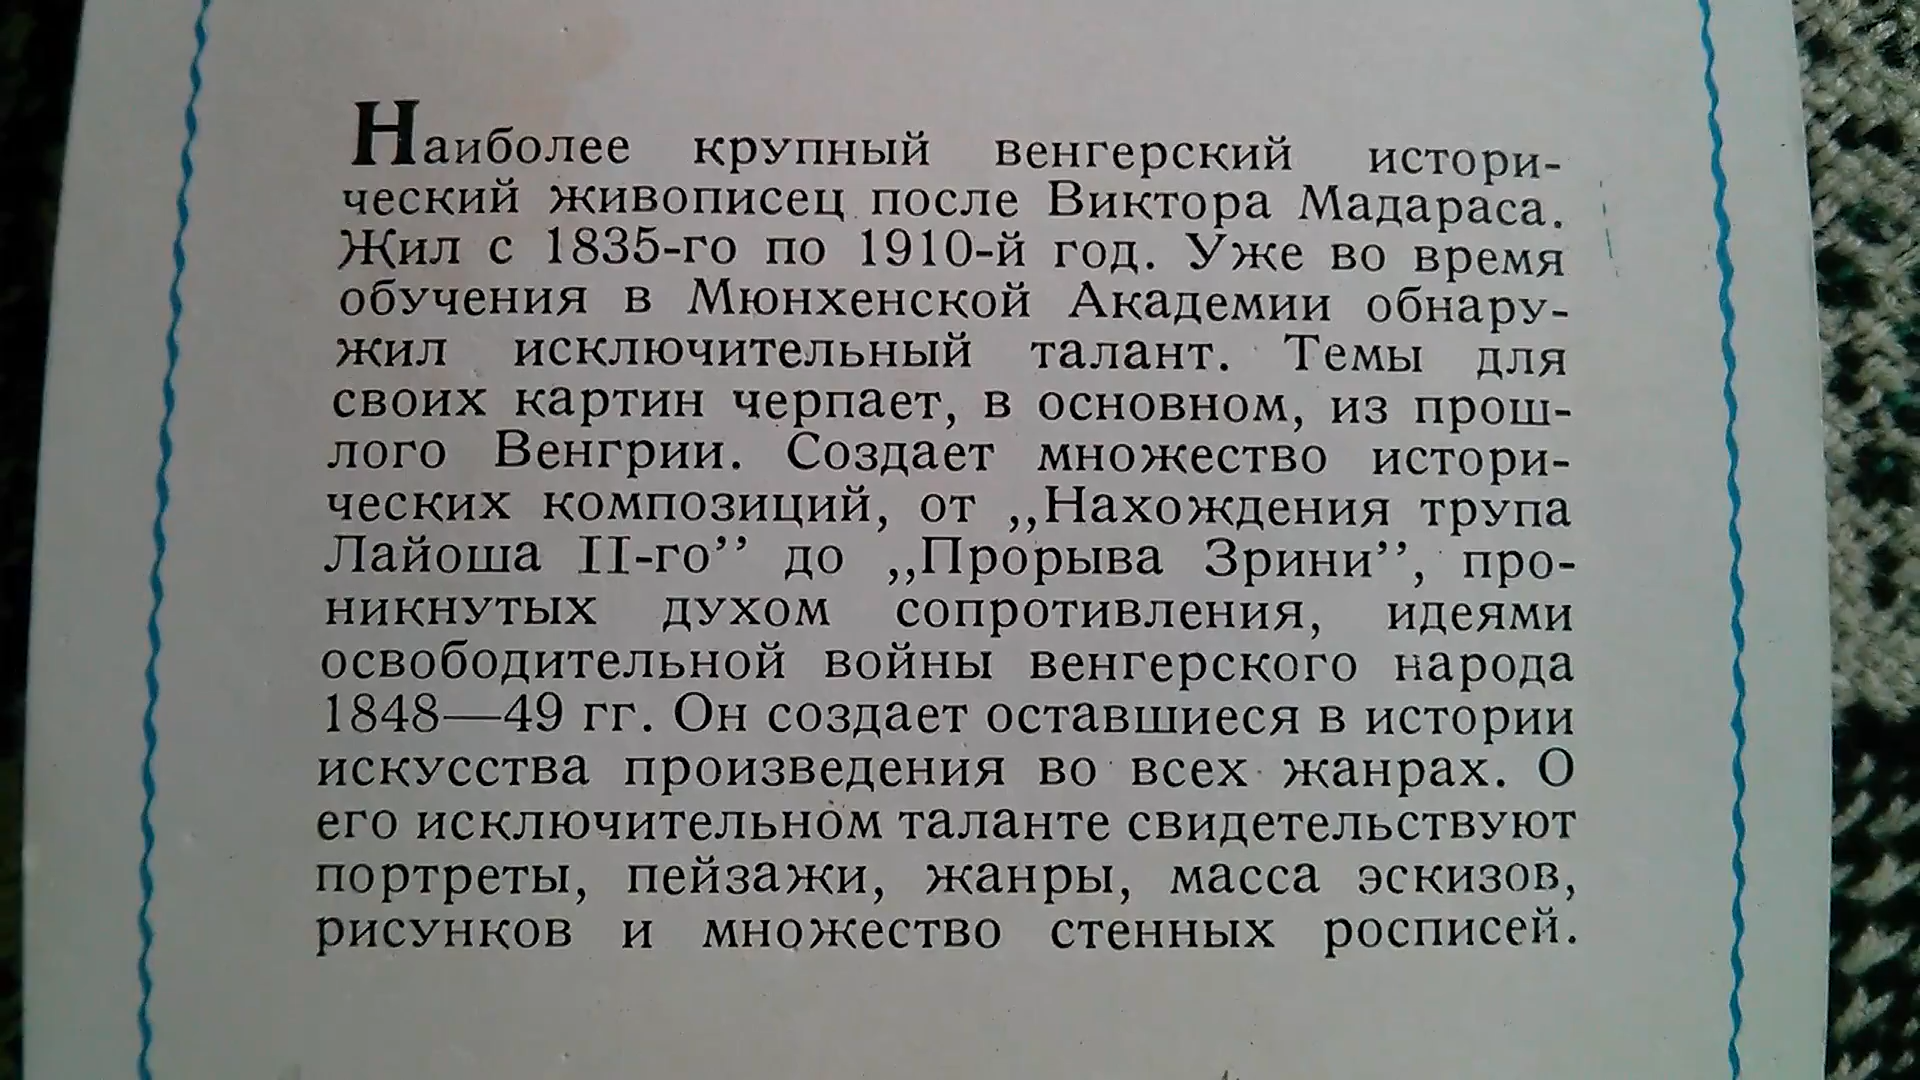 Наиболее крупный венгерский истори-
ческий живописец после Виктора Мадараса.
Жил с 1835-го по 1910-й год. Уже во время
обучения в Мюнхенской Академии обнару-
жил исключительный талант. Темы для
своих картин черпает, в основном, из прош-
лого Венгрии. Создает множество истори-
ческих композиций, от ,,Нахождения трупа
Лайоша II-го’’ до ,,Прорыва Зрини’’, про-
никнутых духом сопротивления, идеями
освободительной войны венгерского народа
1848—49 гг. Он создает оставшиеся в истории
искусства произведения во всех жанрах. О
его исключительном таланте свидетельствуют
портреты, пейзажи, жанры, масса эскизов,
рисунков и множество стенных росписей.